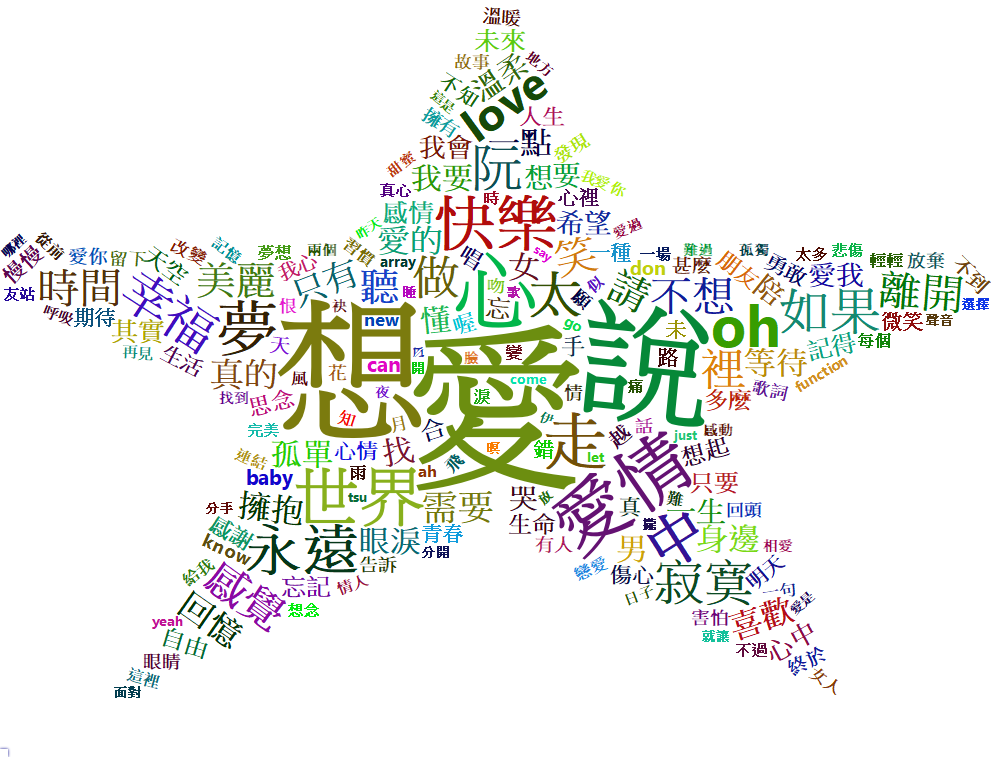 溫暖
未來
故事
地方
不知
溫柔
這是
love
擁有
人生
我會
一點
發現
甜蜜
我要
阮
想要
我愛你
真心
時
心裡
感情
快樂
希望
愛過
昨天
愛的
唱
say
笑
一種
哪裡
從前
慢慢
愛你
留下
天空
改變
記憶
夢想
兩個
習慣
array
女
一場
難過
孤獨
太多
悲傷
輕輕
放棄
不到
友站
時間
幸福
美麗
我心
只有
聽
睡
做
心
吻
歌
忘
太
願
似
請
don
甚麼
不想
朋友
陪
勇敢
愛我
離開
選擇
呼吸
期待
其實
夢
恨
袂
new
懂
喔
go
手
未
oh
如果
微笑
聲音
再見
生活
天
想
愛
說
路
裡
等待
記得
每個
真的
風
花
can
開
臉
變
come
情
痛
多麼
歌詞
function
找到
思念
夜
淚
知
月
合
伊
完美
孤單
心情
找
錯
走
越
話
just
感動
連結
雨
ah
飛
嘆
let
想起
baby
世界
tsu
需要
哭
放
愛情
真
難
只要
分手
擁抱
感謝
永遠
眼淚
青春
生命
一生
回頭
know
告訴
分開
有人
男
中
身邊
相愛
給我
感覺
忘記
情人
戀愛
傷心
寂寞
明天
想念
日子
一句
愛是
yeah
回憶
自由
害怕
喜歡
就讓
心中
眼睛
不過
終於
這裡
女人
面對